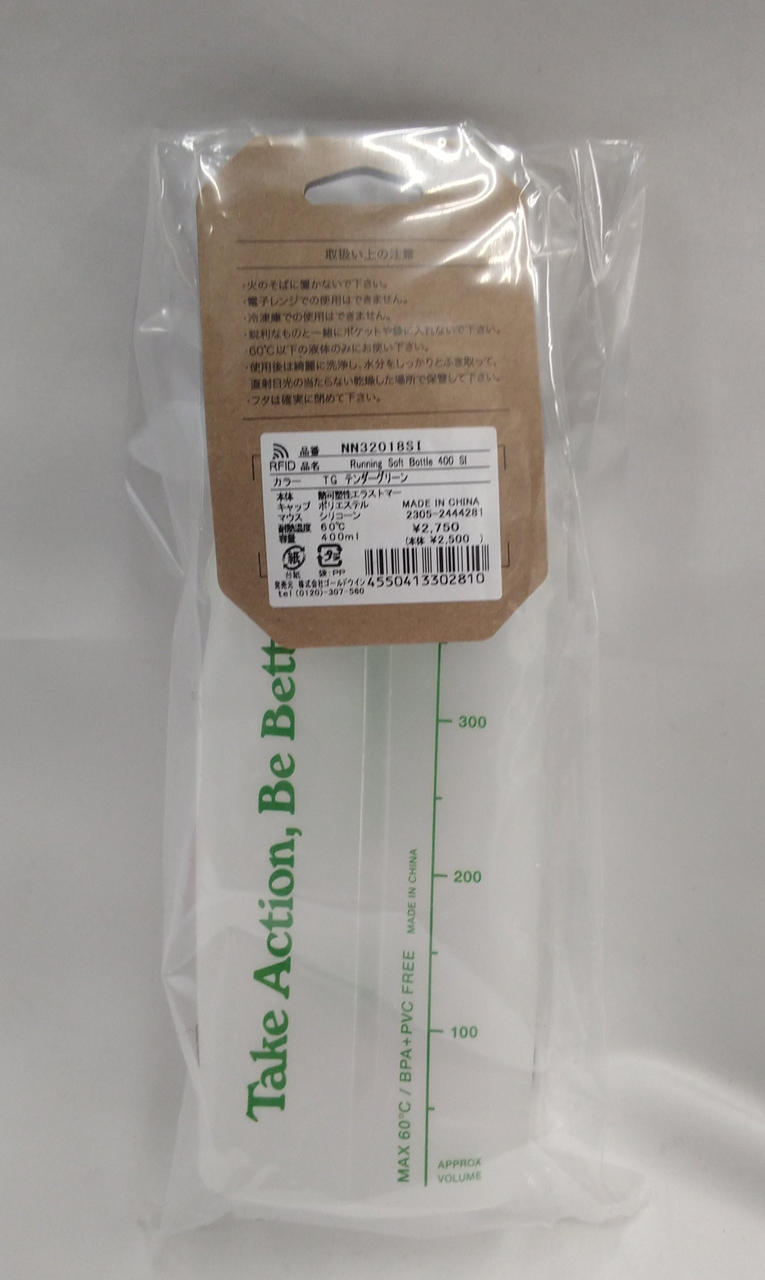 取扱い上の注意
・火のそばに置かないで下さい。
・電子レンジでの使用はできません。
・冷凍庫での使用はできません。
・鋭利なものと一緒にポケットや袋に入れないで下さい。
・60℃以下の液体のみにお使い下さい。
・使用後は綺麗に洗浄し、水分をしっかりとふき取って、
直射日光の当たらない乾燥した場所で保管して下さい。
・フタは確実に閉めて下さい。
品番 NN32018SI
RFID 品名 Running Soft Bottle 400 SI
カラー TG テンダーグリーン
本体 熱可塑性エラストマー
キャップ ポリエステル MADE IN CHINA
マウス シリコーン 2305-2444281
耐熱温度 60℃ ¥2,750
容量 400ml (本体 ¥2,500 )
紙 プラ
台紙 袋:PP
発売元 株式会社ゴールドウイン 4550413302810
tel(0120)-307-560
Take Action, Be Bett
300
200
100
MAX 60°C / BPA+PVC FREE MADE IN CHINA
APPROX
VOLUME